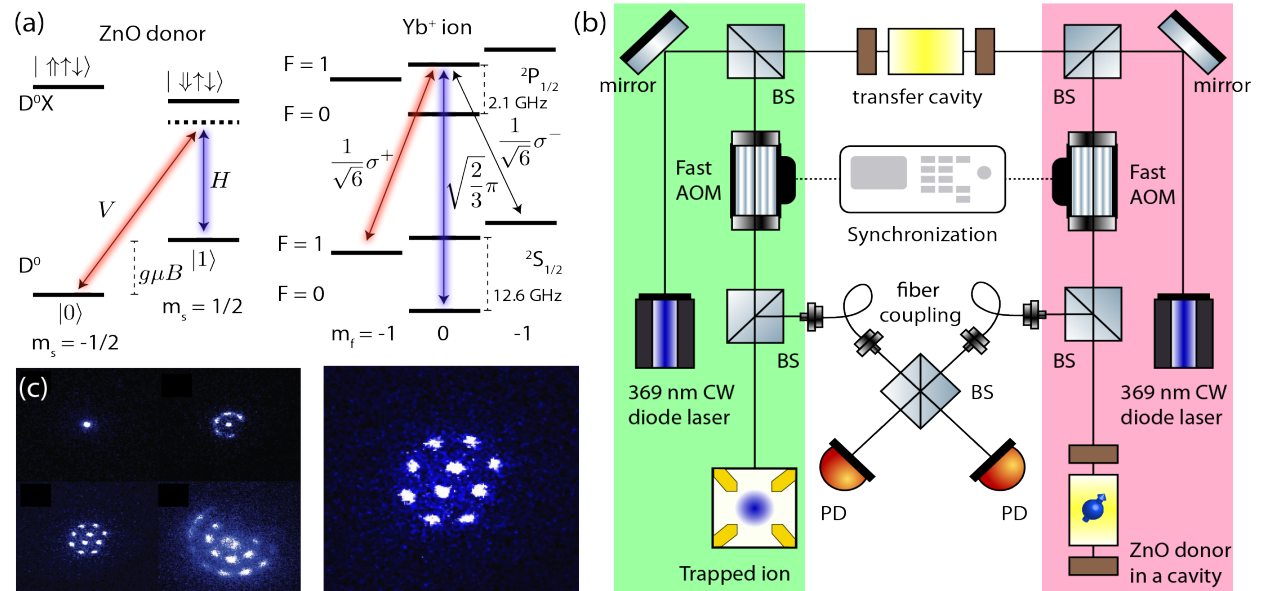 (a)
ZnO donor
| ⇑↑↓⟩
D⁰X
| ⇓↑↓⟩
V
H
gμB
D⁰
|0⟩
|1⟩
m_s = 1/2
m_s = -1/2
Yb⁺ ion
F = 1
²P_1/2
2.1 GHz
F = 0
1/√6 σ⁺
√(2/3) π
1/√6 σ⁻
F = 1
²S_1/2
F = 0
12.6 GHz
m_f = -1
0
-1
(b)
mirror
BS
transfer cavity
BS
mirror
Fast
AOM
Synchronization
Fast
AOM
fiber
coupling
BS
BS
BS
369 nm CW
diode laser
369 nm CW
diode laser
PD
PD
Trapped ion
ZnO donor
in a cavity
(c)